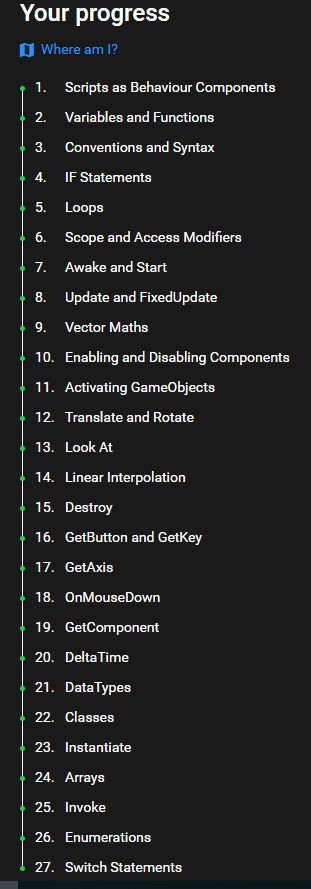 Your progress
Where am I?
1. Scripts as Behaviour Components
2. Variables and Functions
3. Conventions and Syntax
4. IF Statements
5. Loops
6. Scope and Access Modifiers
7. Awake and Start
8. Update and FixedUpdate
9. Vector Maths
10. Enabling and Disabling Components
11. Activating GameObjects
12. Translate and Rotate
13. Look At
14. Linear Interpolation
15. Destroy
16. GetButton and GetKey
17. GetAxis
18. OnMouseDown
19. GetComponent
20. DeltaTime
21. DataTypes
22. Classes
23. Instantiate
24. Arrays
25. Invoke
26. Enumerations
27. Switch Statements